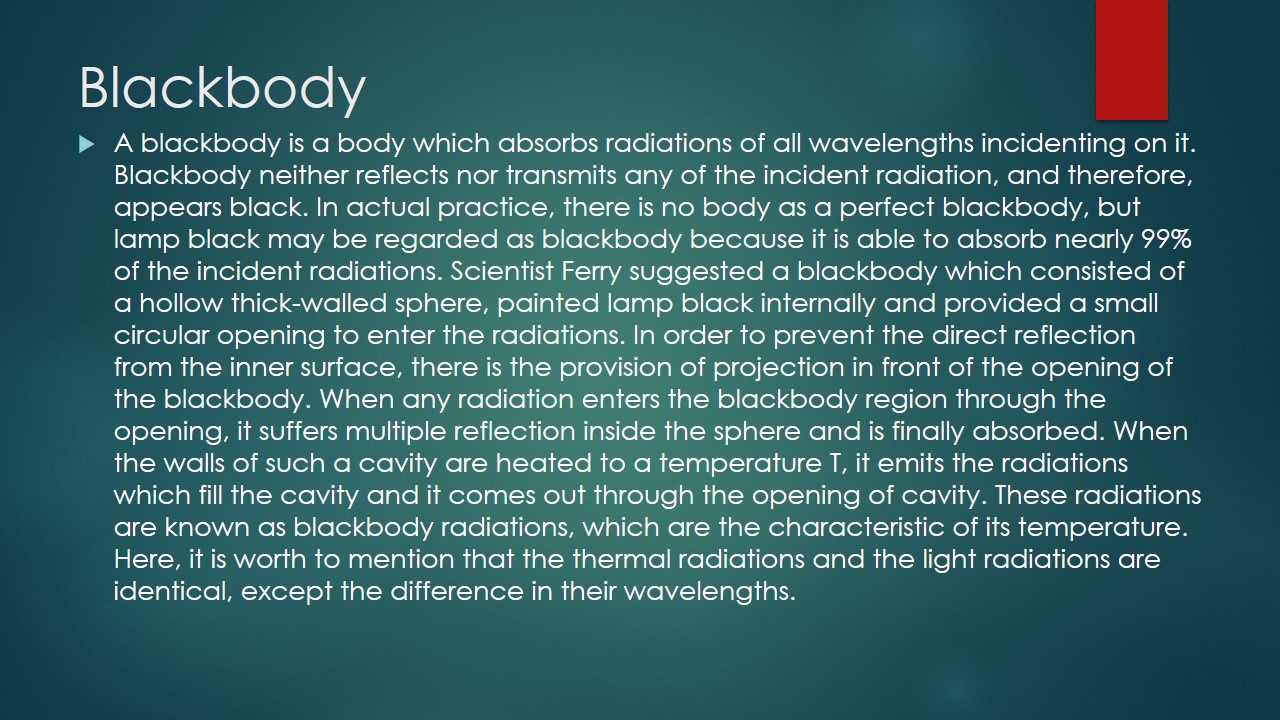 Blackbody
A blackbody is a body which absorbs radiations of all wavelengths incidenting on it.
Blackbody neither reflects nor transmits any of the incident radiation, and therefore,
appears black. In actual practice, there is no body as a perfect blackbody, but
lamp black may be regarded as blackbody because it is able to absorb nearly 99%
of the incident radiations. Scientist Ferry suggested a blackbody which consisted of
a hollow thick-walled sphere, painted lamp black internally and provided a small
circular opening to enter the radiations. In order to prevent the direct reflection
from the inner surface, there is the provision of projection in front of the opening of
the blackbody. When any radiation enters the blackbody region through the
opening, it suffers multiple reflection inside the sphere and is finally absorbed. When
the walls of such a cavity are heated to a temperature T, it emits the radiations
which fill the cavity and it comes out through the opening of cavity. These radiations
are known as blackbody radiations, which are the characteristic of its temperature.
Here, it is worth to mention that the thermal radiations and the light radiations are
identical, except the difference in their wavelengths.